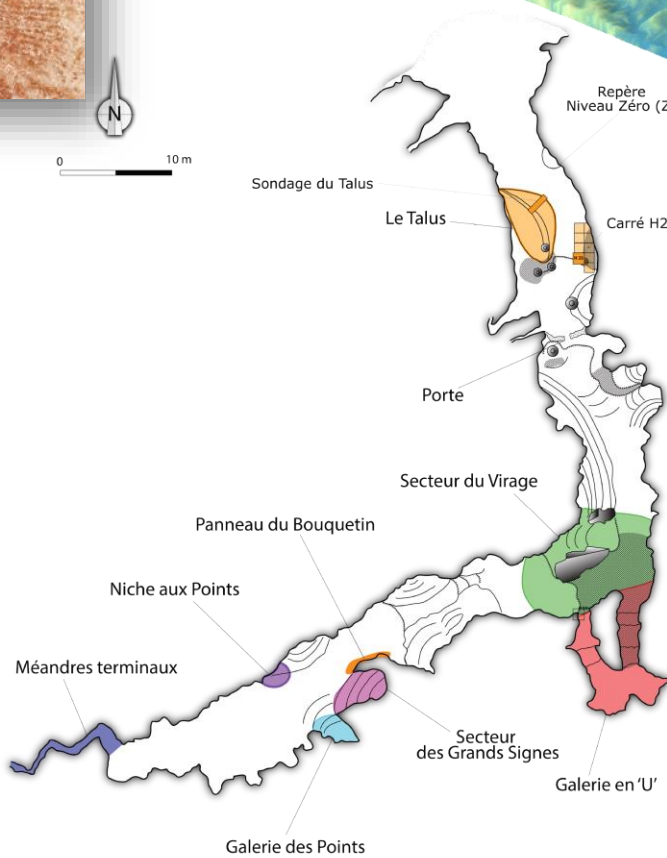 N
0 10 m
Repère
Niveau Zéro (Z
Sondage du Talus
Le Talus
Carré H2
Porte
Secteur du Virage
Panneau du Bouquetin
Niche aux Points
Méandres terminaux
Secteur
des Grands Signes
Galerie en 'U'
Galerie des Points